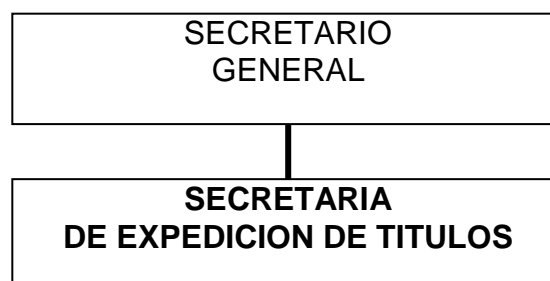 SECRETARIO
GENERAL
SECRETARIA
DE EXPEDICION DE TITULOS